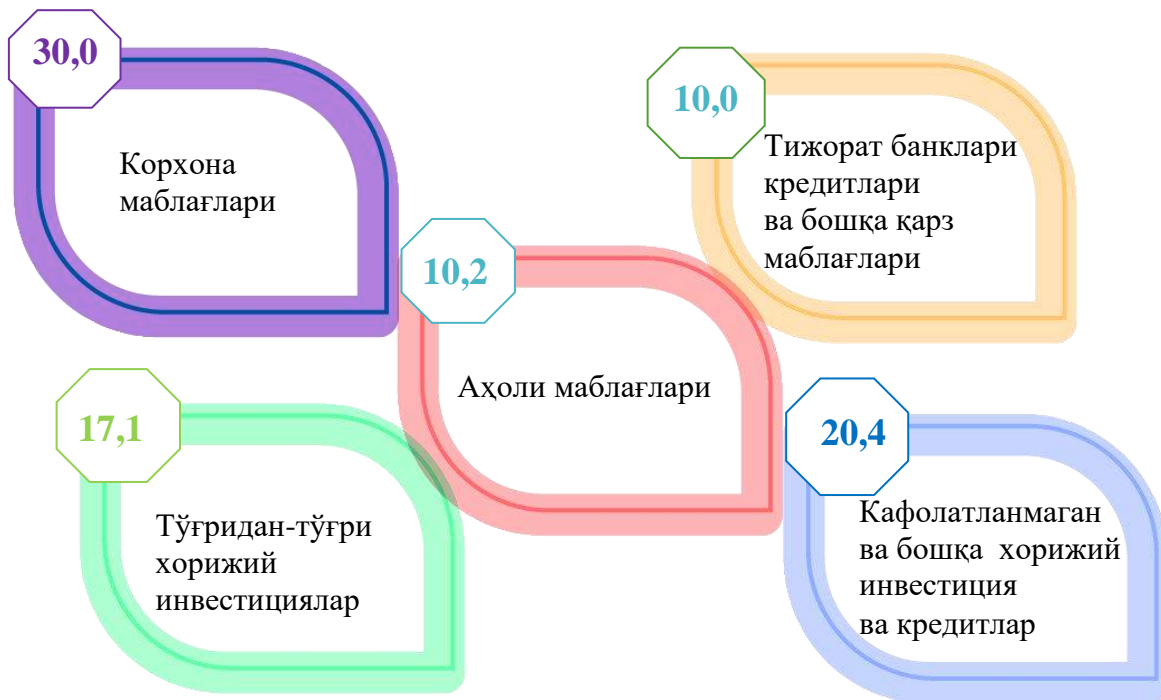 30,0
Корхона
маблағлари
10,0
Тижорат банклари
кредитлари
ва бошқа қарз
маблағлари
10,2
Аҳоли маблағлари
17,1
Тўғридан-тўғри
хорижий
инвестициялар
20,4
Кафолатланмаган
ва бошқа хорижий
инвестиция
ва кредитлар